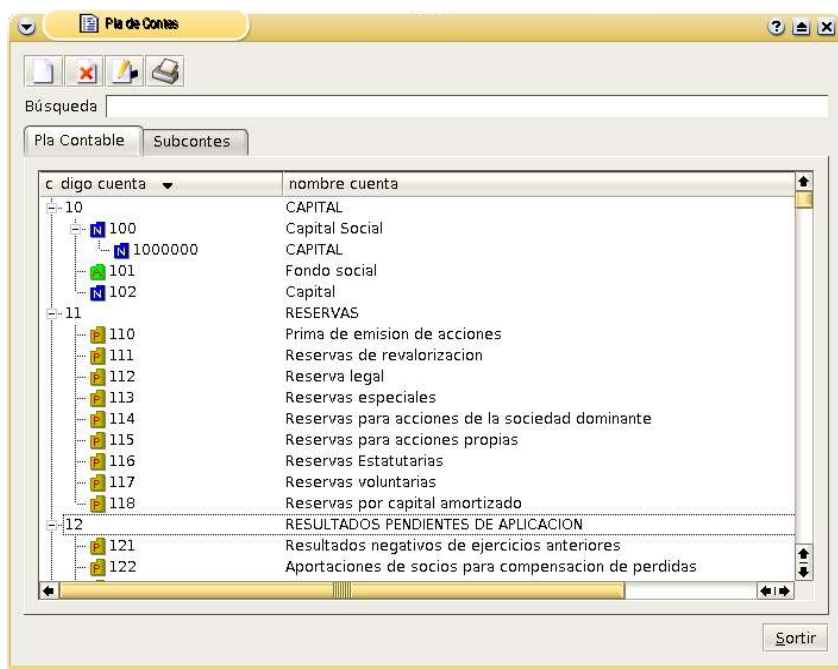 Pla de Contes
Búsqueda
Pla Contable Subcontes
c digo cuenta nombre cuenta
10 CAPITAL
N 100 Capital Social
N 1000000 CAPITAL
A 101 Fondo social
N 102 Capital
11 RESERVAS
P 110 Prima de emision de acciones
P 111 Reservas de revalorizacion
P 112 Reserva legal
P 113 Reservas especiales
P 114 Reservas para acciones de la sociedad dominante
P 115 Reservas para acciones propias
P 116 Reservas Estatutarias
P 117 Reservas voluntarias
P 118 Reservas por capital amortizado
12 RESULTADOS PENDIENTES DE APLICACION
P 121 Resultados negativos de ejercicios anteriores
P 122 Aportaciones de socios para compensacion de perdidas
Sortir